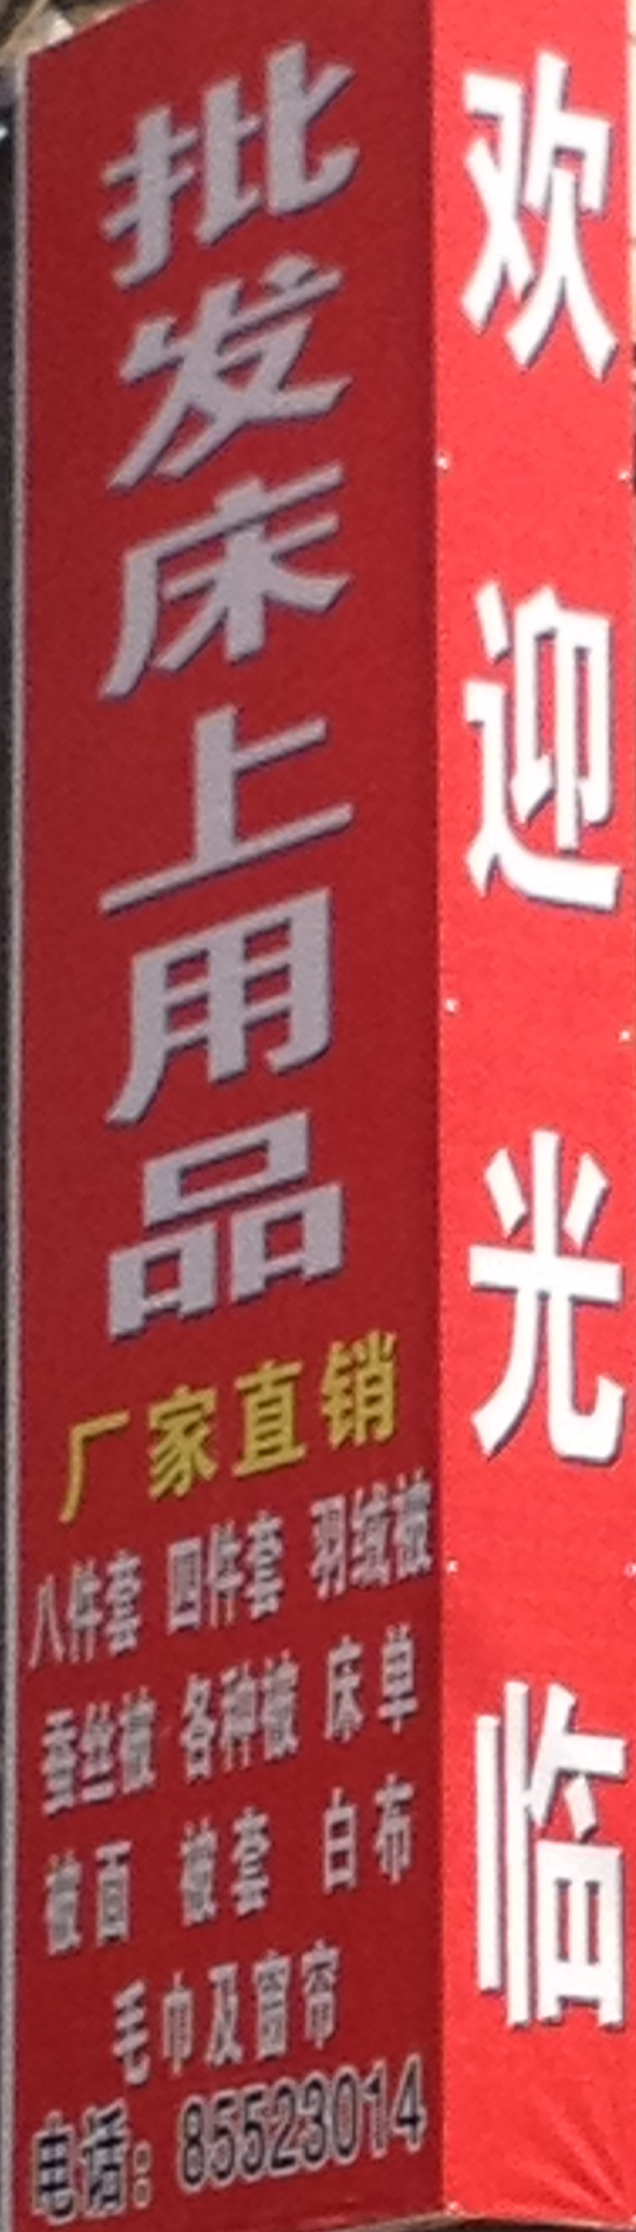 批发床上用品
厂家直销
八件套 四件套 羽绒被
蚕丝被 各种被 床单
被面 被套 白布
毛巾及窗帘
电话：85523014
欢迎光临